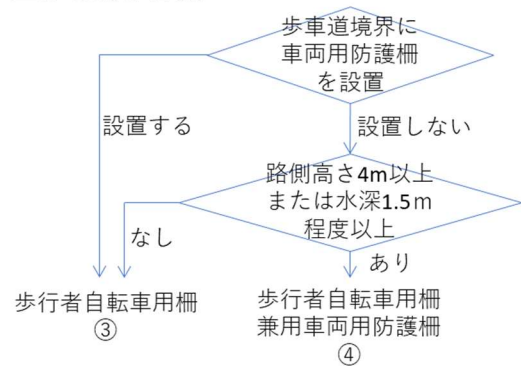 歩車道境界に
車両用防護柵
を設置
設置する
設置しない
路側高さ4m以上
または水深1.5m
程度以上
なし
あり
歩行者自転車用柵
③
歩行者自転車用柵
兼用車両用防護柵
④